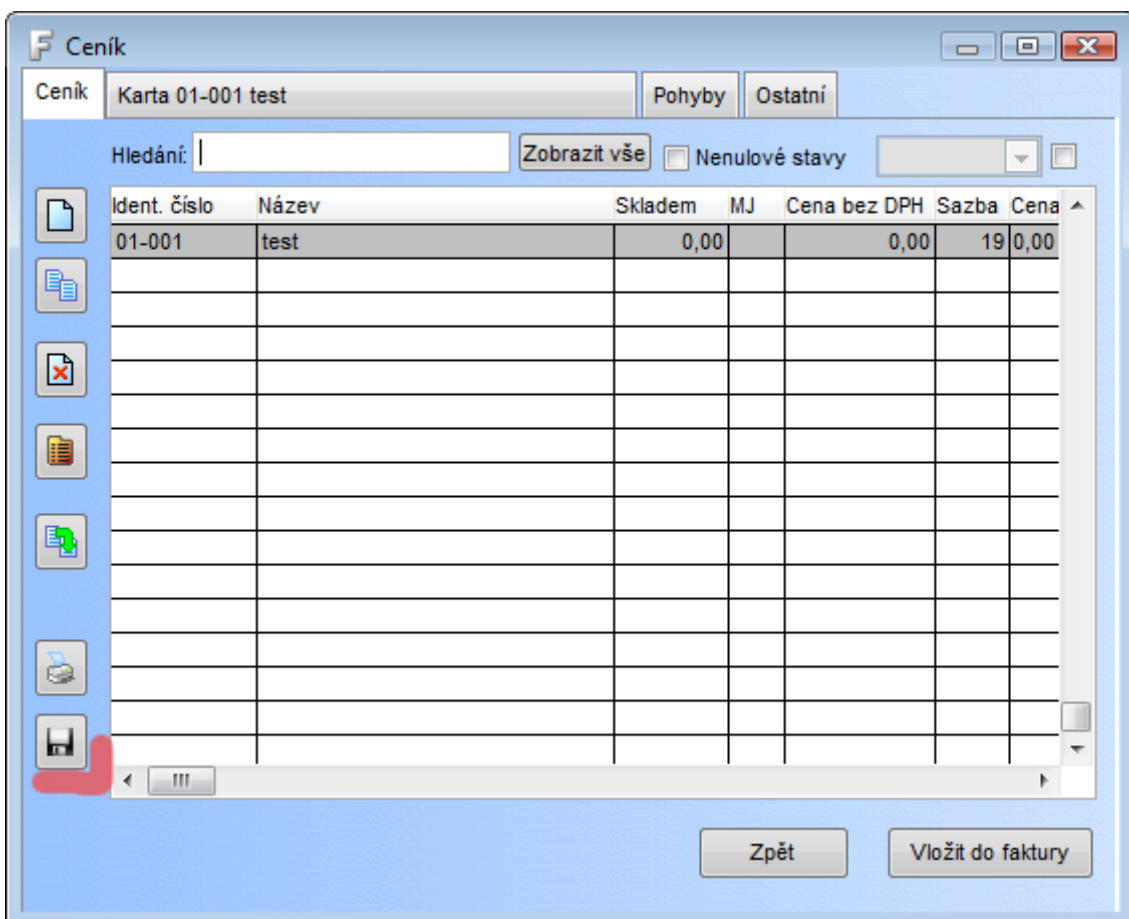 Ceník
Ceník Karta 01-001 test Pohyby Ostatní
Hledání: Zobrazit vše Nenulové stavy
Ident. číslo Název Skladem MJ Cena bez DPH Sazba Cena
01-001 test 0,00 0,00 19 0,00
Zpět Vložit do faktury